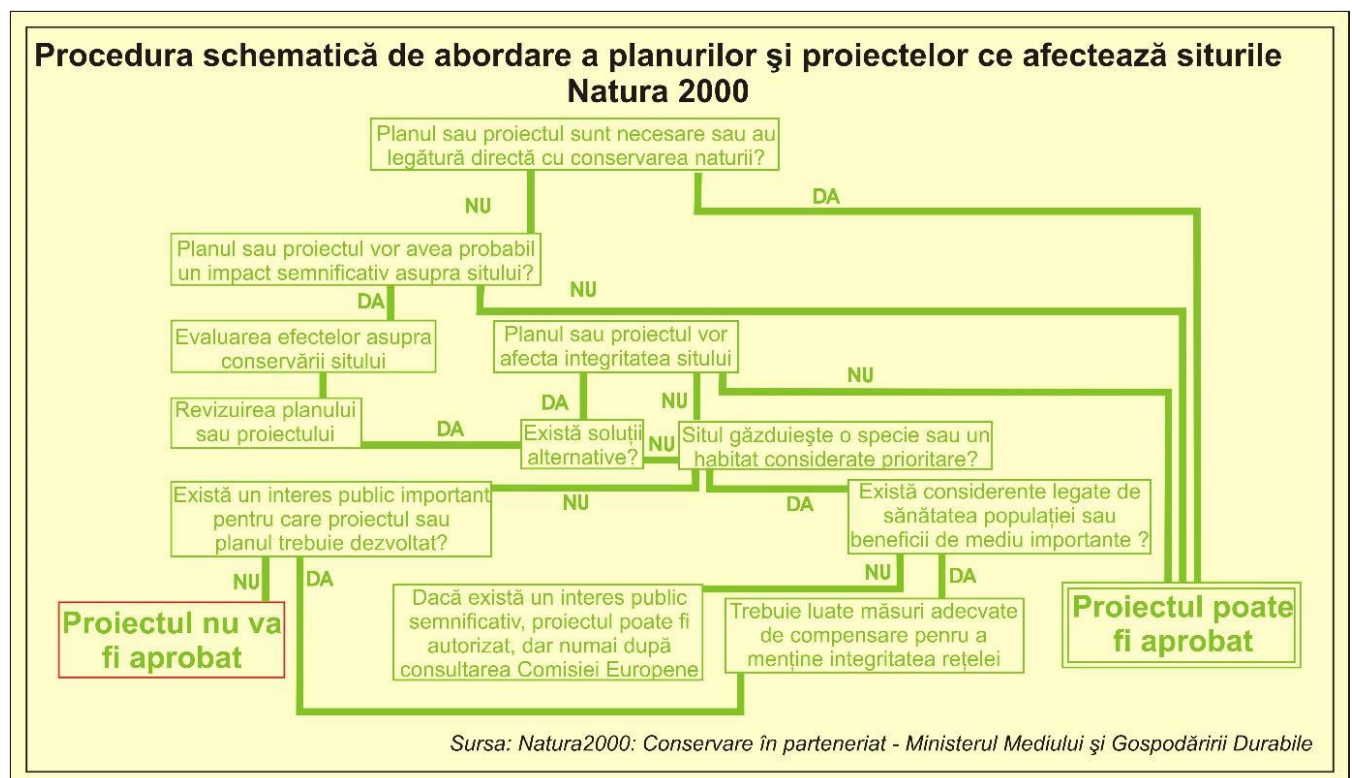 Procedura schematică de abordare a planurilor şi proiectelor ce afectează siturile
Natura 2000
Planul sau proiectul sunt necesare sau au
legătură directă cu conservarea naturii?
NU
DA
Planul sau proiectul vor avea probabil
un impact semnificativ asupra sitului?
DA
NU
Evaluarea efectelor asupra
conservării sitului
Planul sau proiectul vor
afecta integritatea sitului
NU
DA
NU
Revizuirea planului
sau proiectului
DA
Există soluții
alternative?
NU
Situl găzduieşte o specie sau un
habitat considerate prioritare?
NU
DA
Există un interes public important
pentru care proiectul sau
planul trebuie dezvoltat?
Există considerente legate de
sănătatea populației sau
beneficii de mediu importante ?
NU
DA
NU
DA
Proiectul nu va
fi aprobat
Dacă există un interes public
semnificativ, proiectul poate fi
autorizat, dar numai după
consultarea Comisiei Europene
Trebuie luate măsuri adecvate
de compensare penru a
menține integritatea rețelei
Proiectul poate
fi aprobat
Sursa: Natura2000: Conservare în parteneriat - Ministerul Mediului şi Gospodăririi Durabile